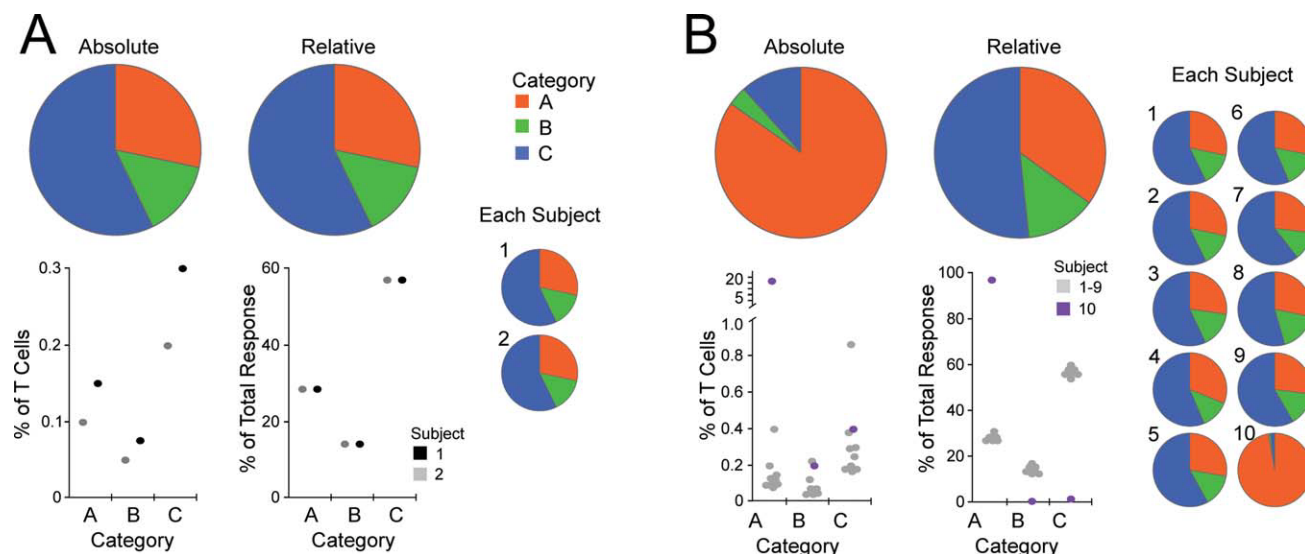 A
Absolute
Relative
Category
A
B
C
Each Subject
1
2
0.3
0.2
0.1
0
% of T Cells
A B C
Category
60
40
20
0
% of Total Response
Subject
1
2
A B C
Category
B
Absolute
Relative
Each Subject
1 6
2 7
3 8
4 9
5 10
20
10
5
1.0
0.8
0.6
0.4
0.2
0
% of T Cells
A B C
Category
100
80
60
40
20
0
% of Total Response
Subject
1-9
10
A B C
Category